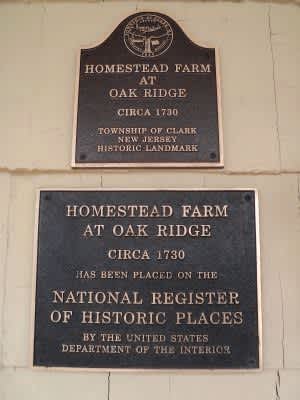 HOMESTEAD FARM
AT
OAK RIDGE
CIRCA 1730
TOWNSHIP OF CLARK
NEW JERSEY
HISTORIC LANDMARK
HOMESTEAD FARM
AT OAK RIDGE
CIRCA 1730
HAS BEEN PLACED ON THE
NATIONAL REGISTER
OF HISTORIC PLACES
BY THE UNITED STATES
DEPARTMENT OF THE INTERIOR